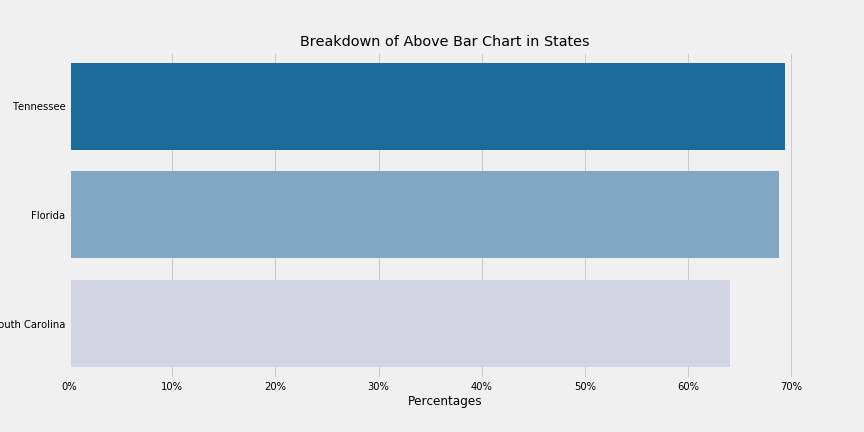 Breakdown of Above Bar Chart in States
Tennessee
Florida
outh Carolina
0% 10% 20% 30% 40% 50% 60% 70%
Percentages